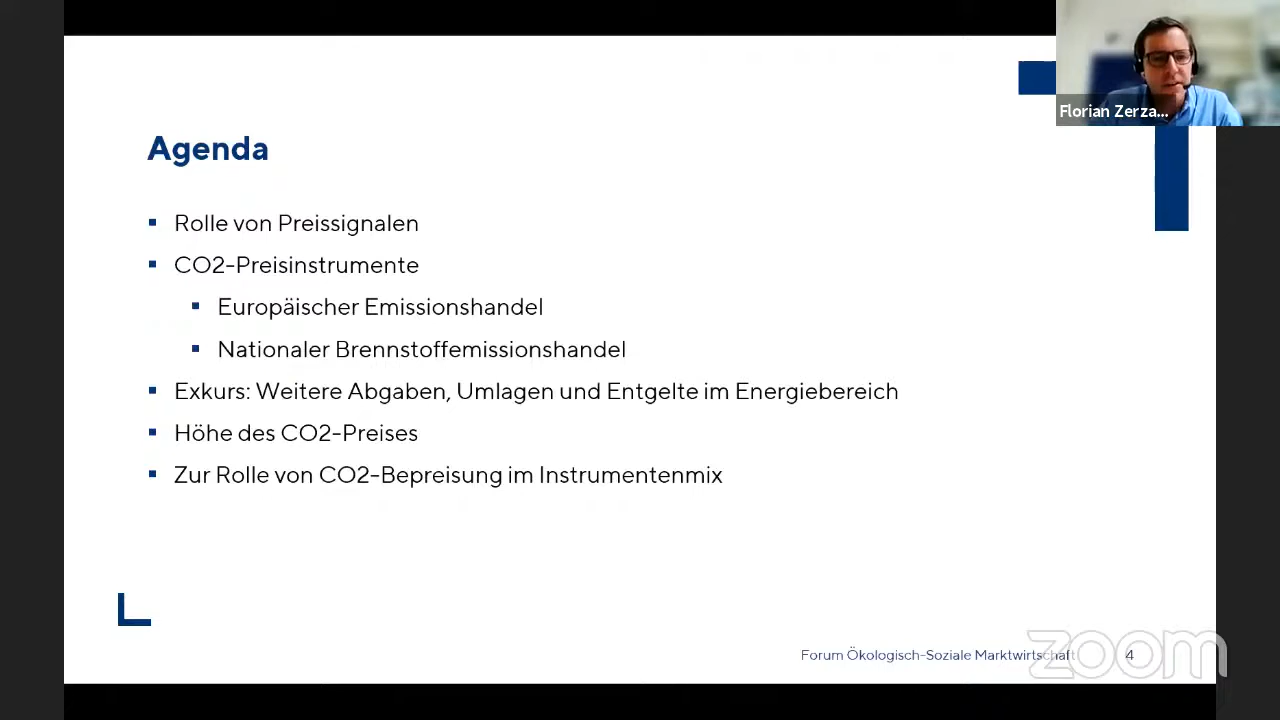 Florian Zerza...
Agenda
Rolle von Preissignalen
CO2-Preisinstrumente
Europäischer Emissionshandel
Nationaler Brennstoffemissionshandel
Exkurs: Weitere Abgaben, Umlagen und Entgelte im Energiebereich
Höhe des CO2-Preises
Zur Rolle von CO2-Bepreisung im Instrumentenmix
Forum Ökologisch-Soziale Marktwirtschaft 4
zoom